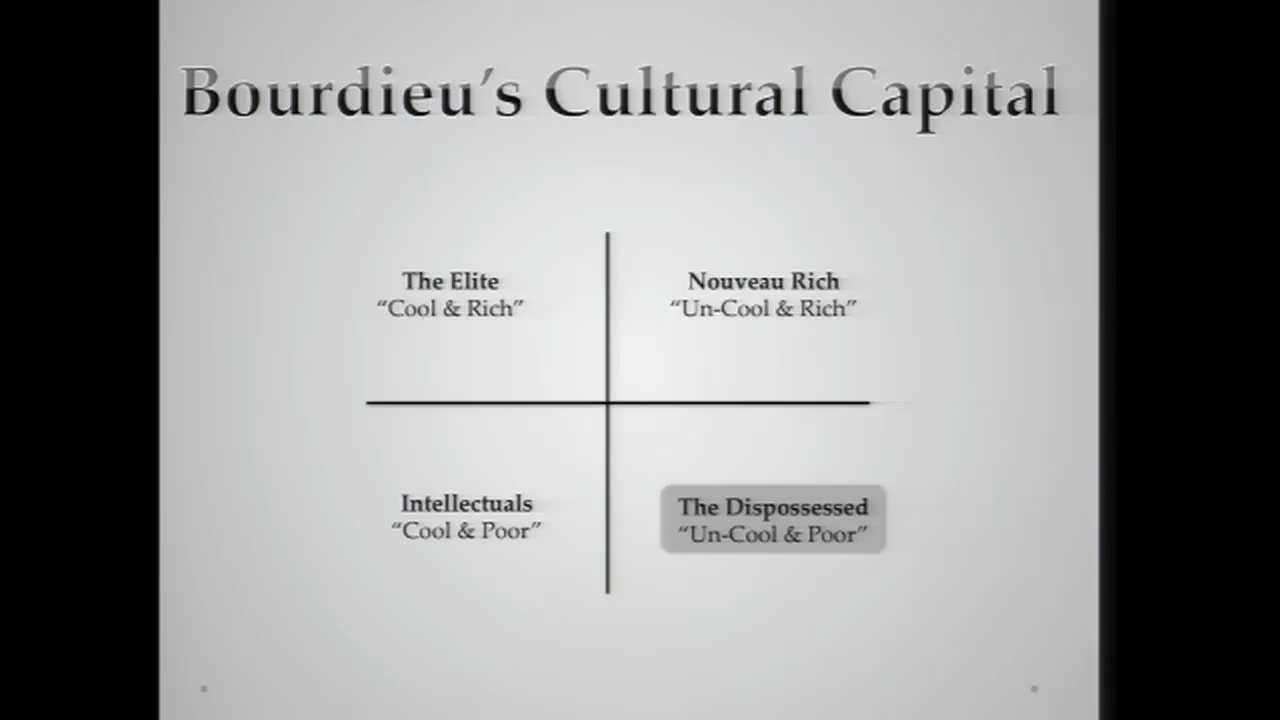 Bourdieu’s Cultural Capital
The Elite
“Cool & Rich”
Nouveau Rich
“Un-Cool & Rich”
Intellectuals
“Cool & Poor”
The Dispossessed
“Un-Cool & Poor”